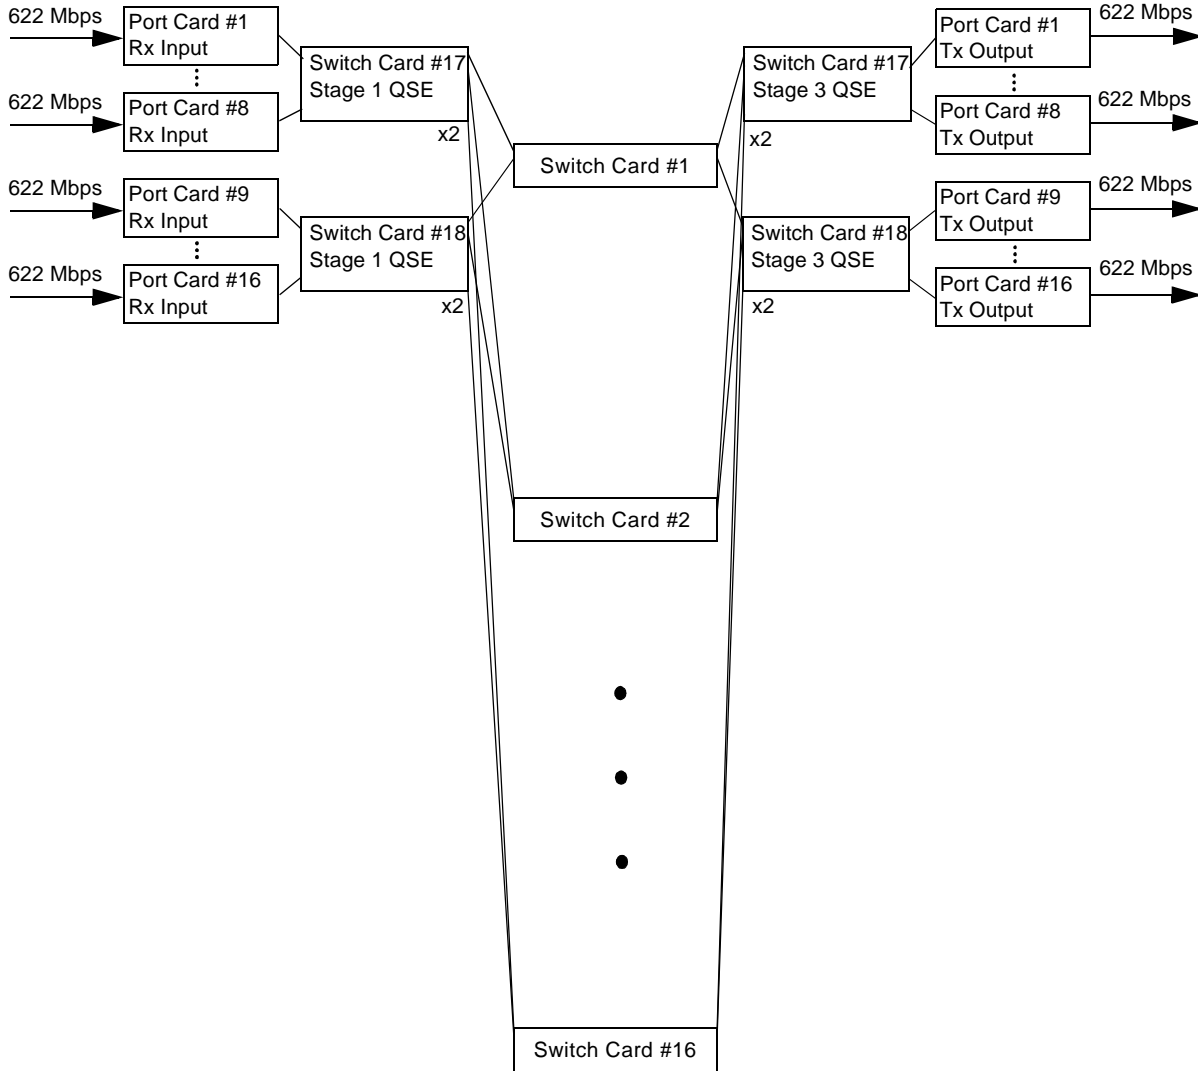 622 Mbps
Port Card #1
Rx Input
622 Mbps
Port Card #8
Rx Input
Switch Card #17
Stage 1 QSE
x2
622 Mbps
Port Card #9
Rx Input
622 Mbps
Port Card #16
Rx Input
Switch Card #18
Stage 1 QSE
x2
Switch Card #1
Switch Card #2
Switch Card #16
Switch Card #17
Stage 3 QSE
x2
Port Card #1
Tx Output
622 Mbps
Port Card #8
Tx Output
622 Mbps
Switch Card #18
Stage 3 QSE
x2
Port Card #9
Tx Output
622 Mbps
Port Card #16
Tx Output
622 Mbps